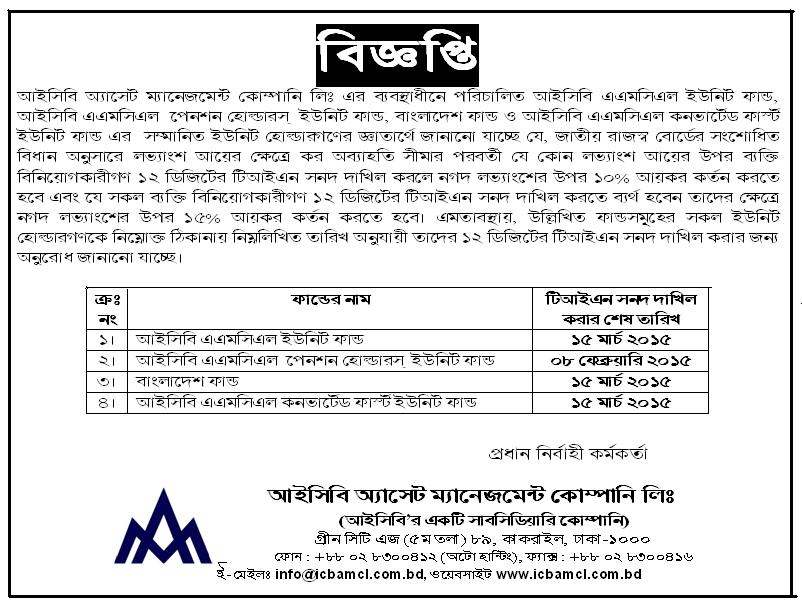 বিজ্ঞপ্তি
আইসিবি অ্যাসেট ম্যানেজমেন্ট কোম্পানি লিঃ এর ব্যবস্থাধীনে পরিচালিত আইসিবি এএমসিএল ইউনিট ফান্ড,
আইসিবি এএমসিএল পেনশন হোল্ডারস্ ইউনিট ফান্ড, বাংলাদেশ ফান্ড ও আইসিবি এএমসিএল কনভার্টেড ফার্স্ট
ইউনিট ফান্ড এর সম্মানিত ইউনিট হোল্ডারগণের জ্ঞাতার্থে জানানো যাচ্ছে যে, জাতীয় রাজস্ব বোর্ডের সংশোধিত
বিধান অনুসারে লভ্যাংশ আয়ের ক্ষেত্রে কর অব্যাহতি সীমার পরবর্তী যে কোন লভ্যাংশ আয়ের উপর ব্যক্তি
বিনিয়োগকারীগণ ১২ ডিজিটের টিআইএন সনদ দাখিল করলে নগদ লভ্যাংশের উপর ১০% আয়কর কর্তন করতে
হবে এবং যে সকল ব্যক্তি বিনিয়োগকারীগণ ১২ ডিজিটের টিআইএন সনদ দাখিল করতে ব্যর্থ হবেন তাদের ক্ষেত্রে
নগদ লভ্যাংশের উপর ১৫% আয়কর কর্তন করতে হবে। এমতাবস্থায়, উল্লিখিত ফান্ডসমূহের সকল ইউনিট
হোল্ডারগণকে নিম্নোক্ত ঠিকানায় নিম্নলিখিত তারিখ অনুযায়ী তাদের ১২ ডিজিটের টিআইএন সনদ দাখিল করার জন্য
অনুরোধ জানানো যাচ্ছে।
ক্রঃ নং ফান্ডের নাম টিআইএন সনদ দাখিল করার শেষ তারিখ
১। আইসিবি এএমসিএল ইউনিট ফান্ড ১৫ মার্চ ২০১৫
২। আইসিবি এএমসিএল পেনশন হোল্ডারস্ ইউনিট ফান্ড ০৮ ফেব্রুয়ারি ২০১৫
৩। বাংলাদেশ ফান্ড ১৫ মার্চ ২০১৫
৪। আইসিবি এএমসিএল কনভার্টেড ফার্স্ট ইউনিট ফান্ড ১৫ মার্চ ২০১৫
প্রধান নির্বাহী কর্মকর্তা
আইসিবি অ্যাসেট ম্যানেজমেন্ট কোম্পানি লিঃ
(আইসিবি’র একটি সাবসিডিয়ারি কোম্পানি)
গ্রীন সিটি এজ (৫ম তলা) ৮৯, কাকরাইল, ঢাকা-১০০০
ফোন : +৮৮ ০২ ৮৩০০৪১২ (অটো হান্টিং), ফ্যাক্স : +৮৮ ০২ ৮৩০০৪১৬
ই-মেইলঃ info@icbamcl.com.bd, ওয়েবসাইট www.icbamcl.com.bd